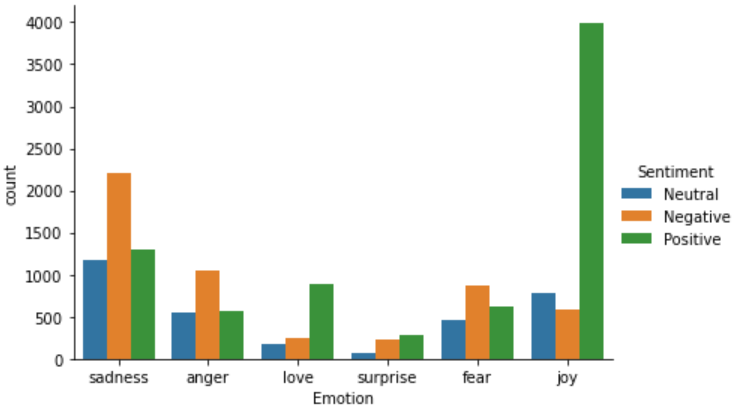 4000
3500
3000
2500
2000
1500
1000
500
0
count
sadness anger love surprise fear joy
Emotion
Sentiment
Neutral
Negative
Positive